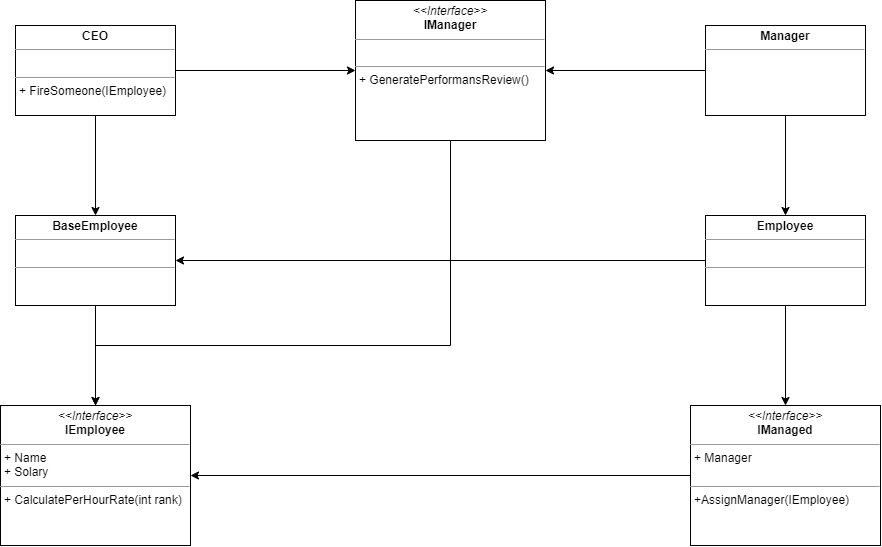 <<Interface>>
IManager
+ GeneratePerformansReview()
CEO
+ FireSomeone(IEmployee)
Manager
BaseEmployee
Employee
<<Interface>>
IEmployee
+ Name
+ Solary
+ CalculatePerHourRate(int rank)
<<Interface>>
IManaged
+ Manager
+AssignManager(IEmployee)